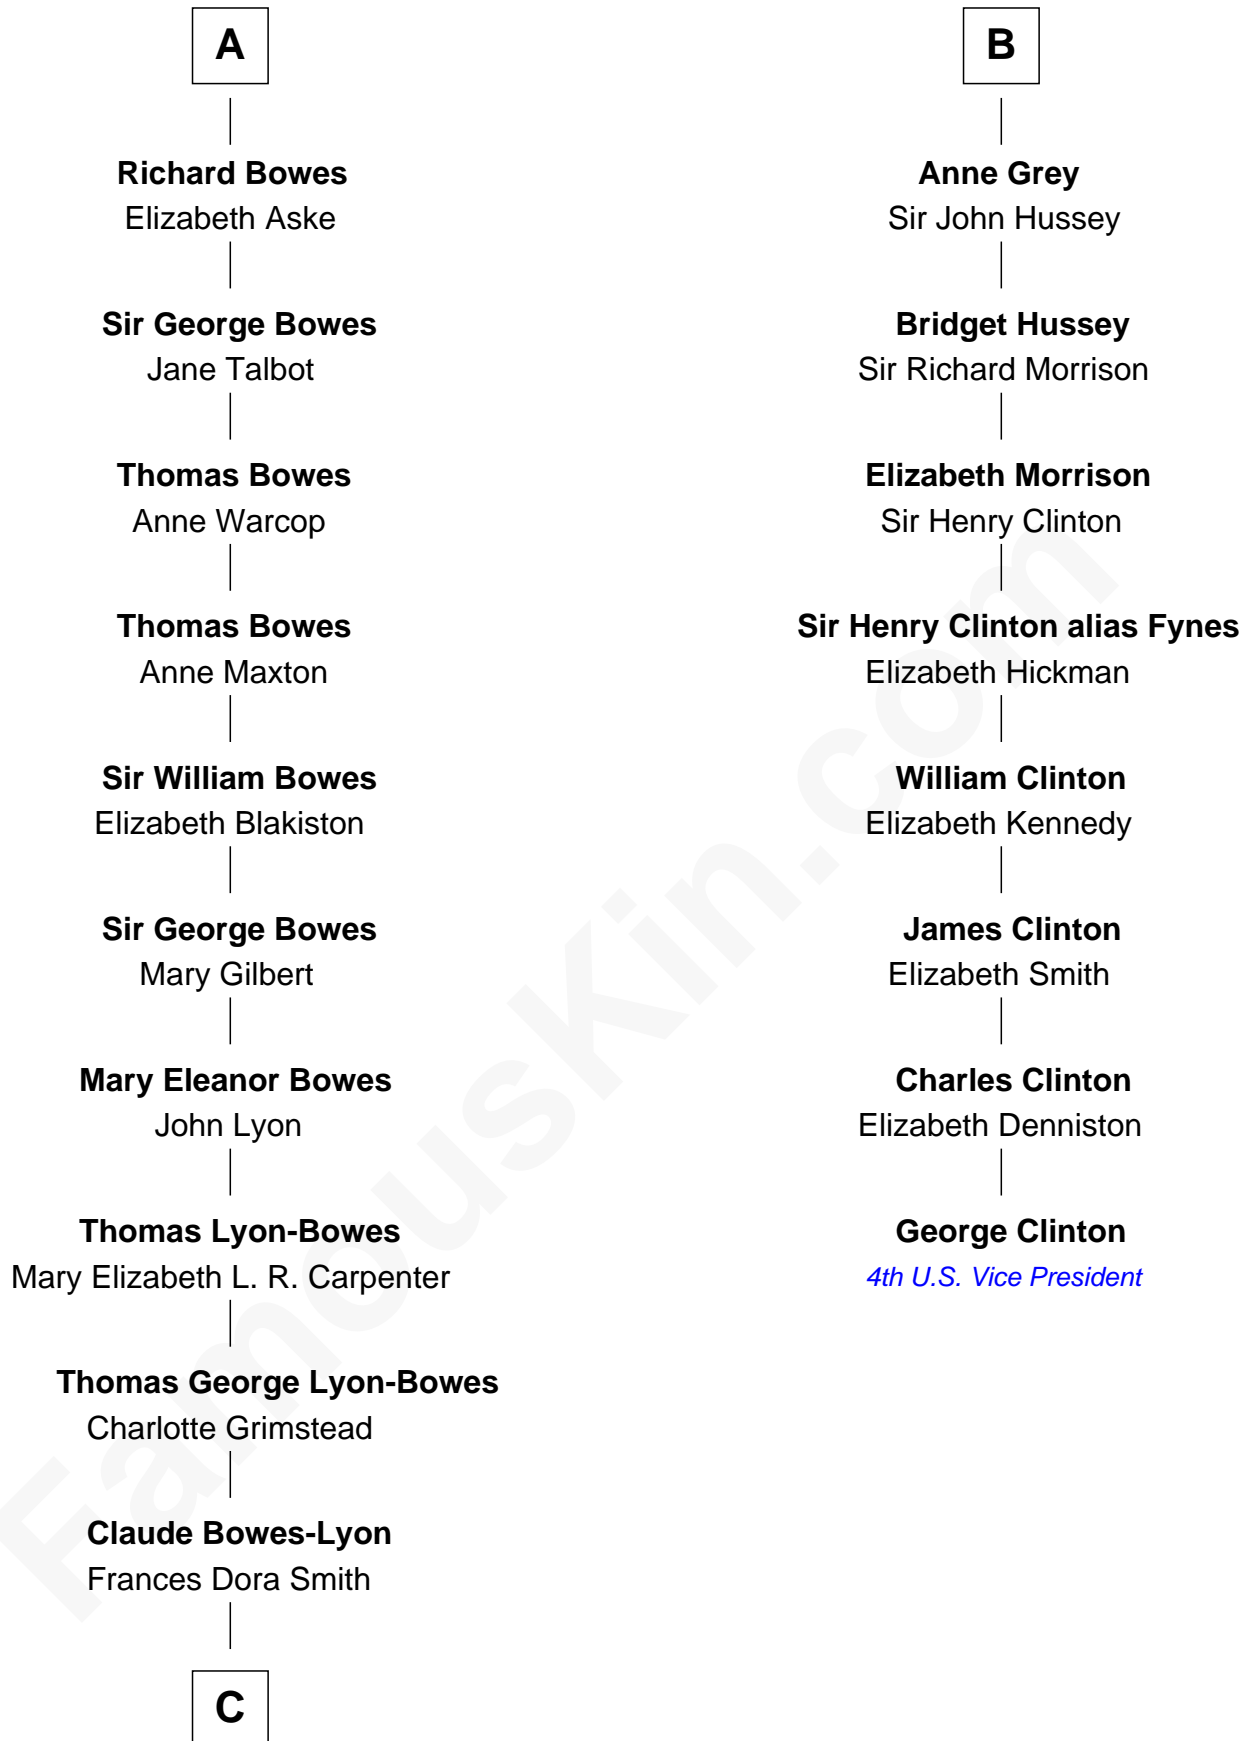 A
Richard Bowes
Elizabeth Aske
Sir George Bowes
Jane Talbot
Thomas Bowes
Anne Warcop
Thomas Bowes
Anne Maxton
Sir William Bowes
Elizabeth Blakiston
Sir George Bowes
Mary Gilbert
Mary Eleanor Bowes
John Lyon
Thomas Lyon-Bowes
Mary Elizabeth L. R. Carpenter
Thomas George Lyon-Bowes
Charlotte Grimstead
Claude Bowes-Lyon
Frances Dora Smith
C
B
Anne Grey
Sir John Hussey
Bridget Hussey
Sir Richard Morrison
Elizabeth Morrison
Sir Henry Clinton
Sir Henry Clinton alias Fynes
Elizabeth Hickman
William Clinton
Elizabeth Kennedy
James Clinton
Elizabeth Smith
Charles Clinton
Elizabeth Denniston
George Clinton
4th U.S. Vice President
FamousKin.com